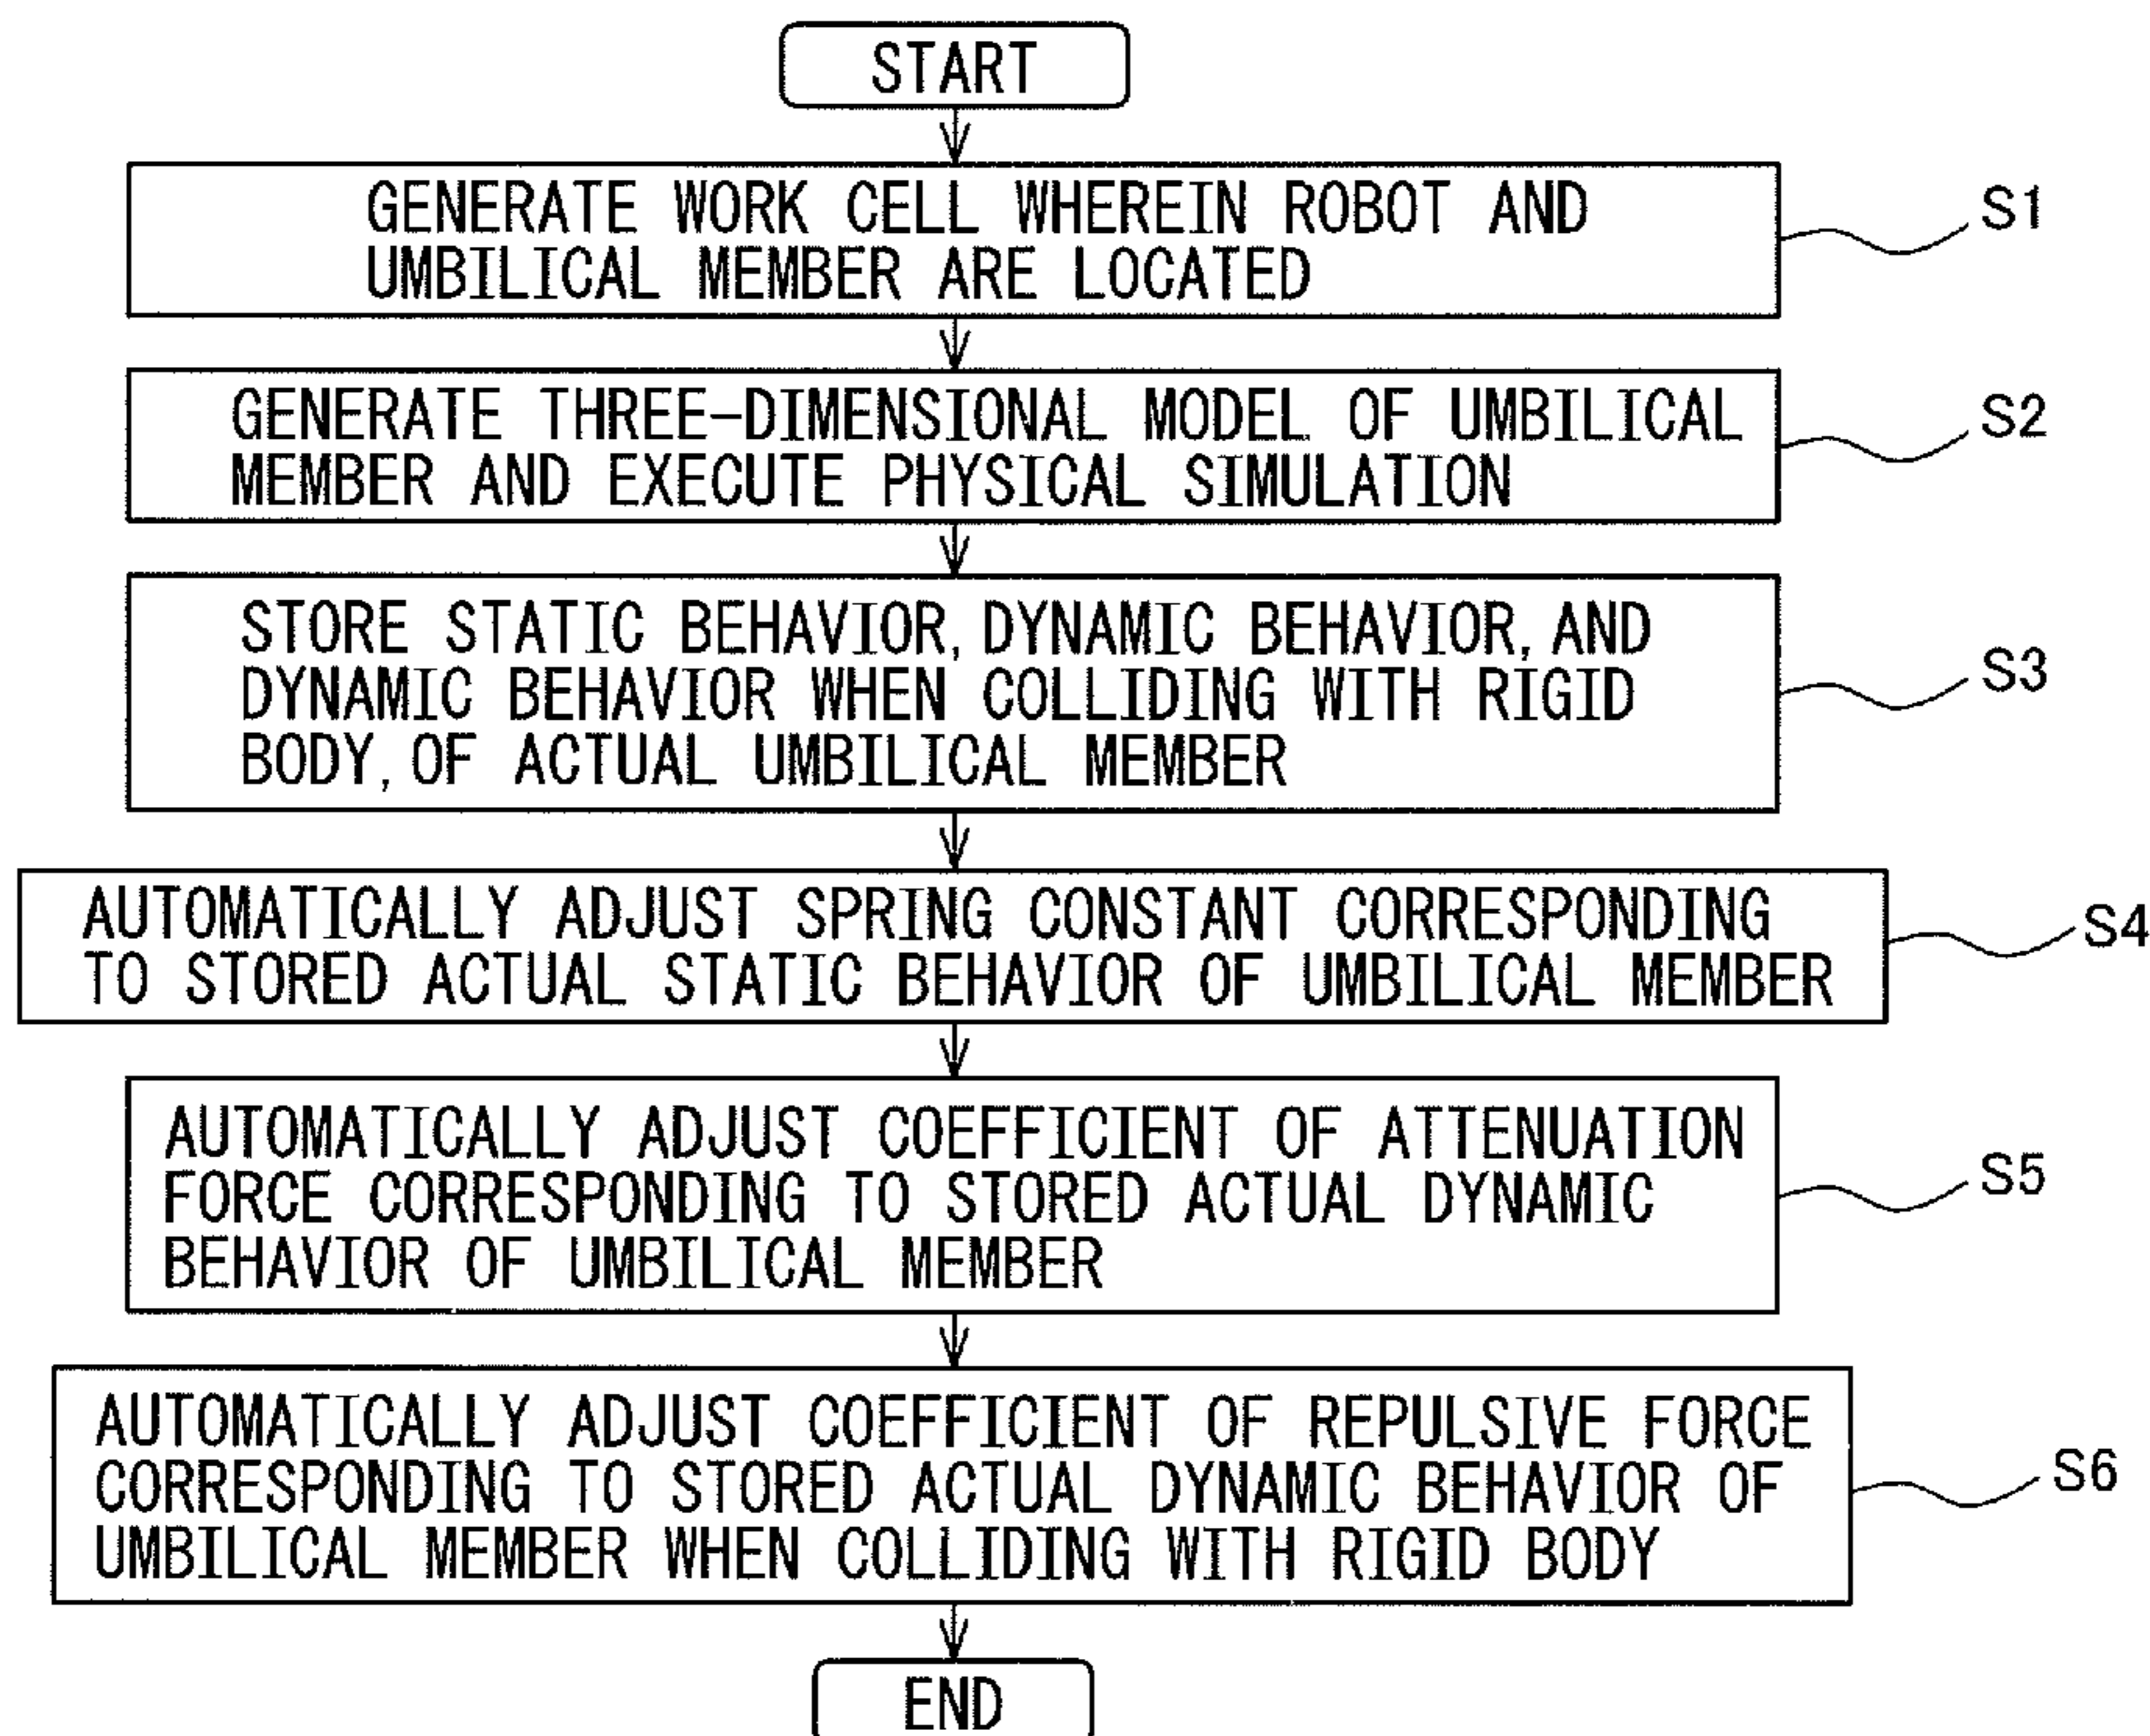 START
GENERATE WORK CELL WHEREIN ROBOT AND
UMBILICAL MEMBER ARE LOCATED
S1
GENERATE THREE-DIMENSIONAL MODEL OF UMBILICAL
MEMBER AND EXECUTE PHYSICAL SIMULATION
S2
STORE STATIC BEHAVIOR, DYNAMIC BEHAVIOR, AND
DYNAMIC BEHAVIOR WHEN COLLIDING WITH RIGID
BODY, OF ACTUAL UMBILICAL MEMBER
S3
AUTOMATICALLY ADJUST SPRING CONSTANT CORRESPONDING
TO STORED ACTUAL STATIC BEHAVIOR OF UMBILICAL MEMBER
S4
AUTOMATICALLY ADJUST COEFFICIENT OF ATTENUATION
FORCE CORRESPONDING TO STORED ACTUAL DYNAMIC
BEHAVIOR OF UMBILICAL MEMBER
S5
AUTOMATICALLY ADJUST COEFFICIENT OF REPULSIVE FORCE
CORRESPONDING TO STORED ACTUAL DYNAMIC BEHAVIOR OF
UMBILICAL MEMBER WHEN COLLIDING WITH RIGID BODY
S6
END